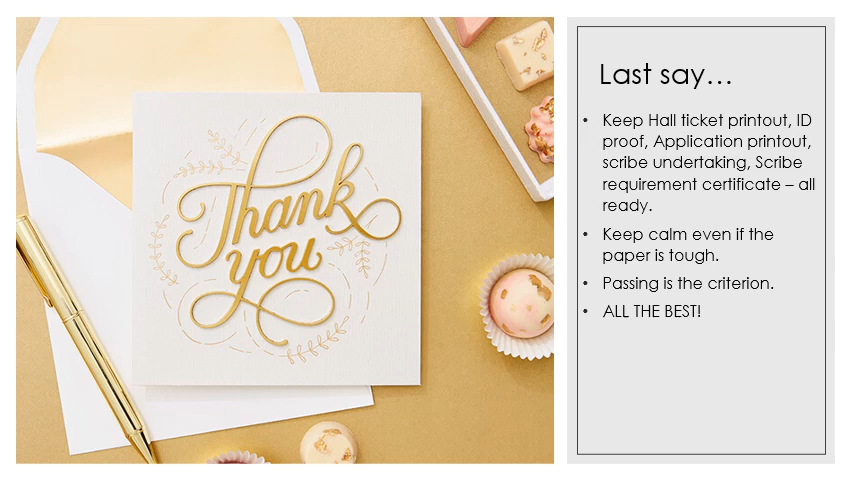 Thank
you
Last say…
• Keep Hall ticket printout, ID
proof, Application printout,
scribe undertaking, Scribe
requirement certificate – all
ready.
• Keep calm even if the
paper is tough.
• Passing is the criterion.
• ALL THE BEST!